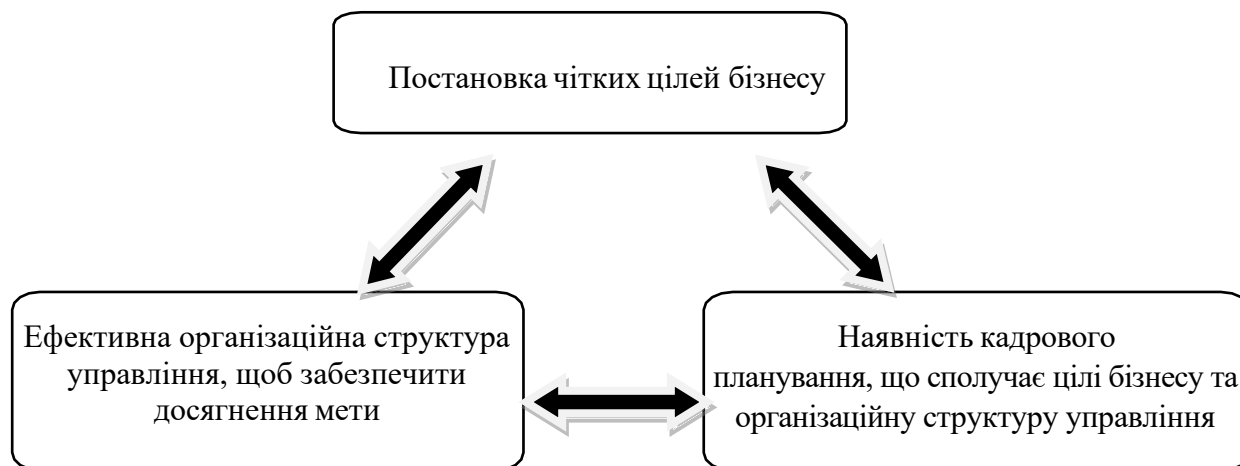 Постановка чітких цілей бізнесу
Ефективна організаційна структура
управління, щоб забезпечити
досягнення мети
Наявність кадрового
планування, що сполучає цілі бізнесу та
організаційну структуру управління